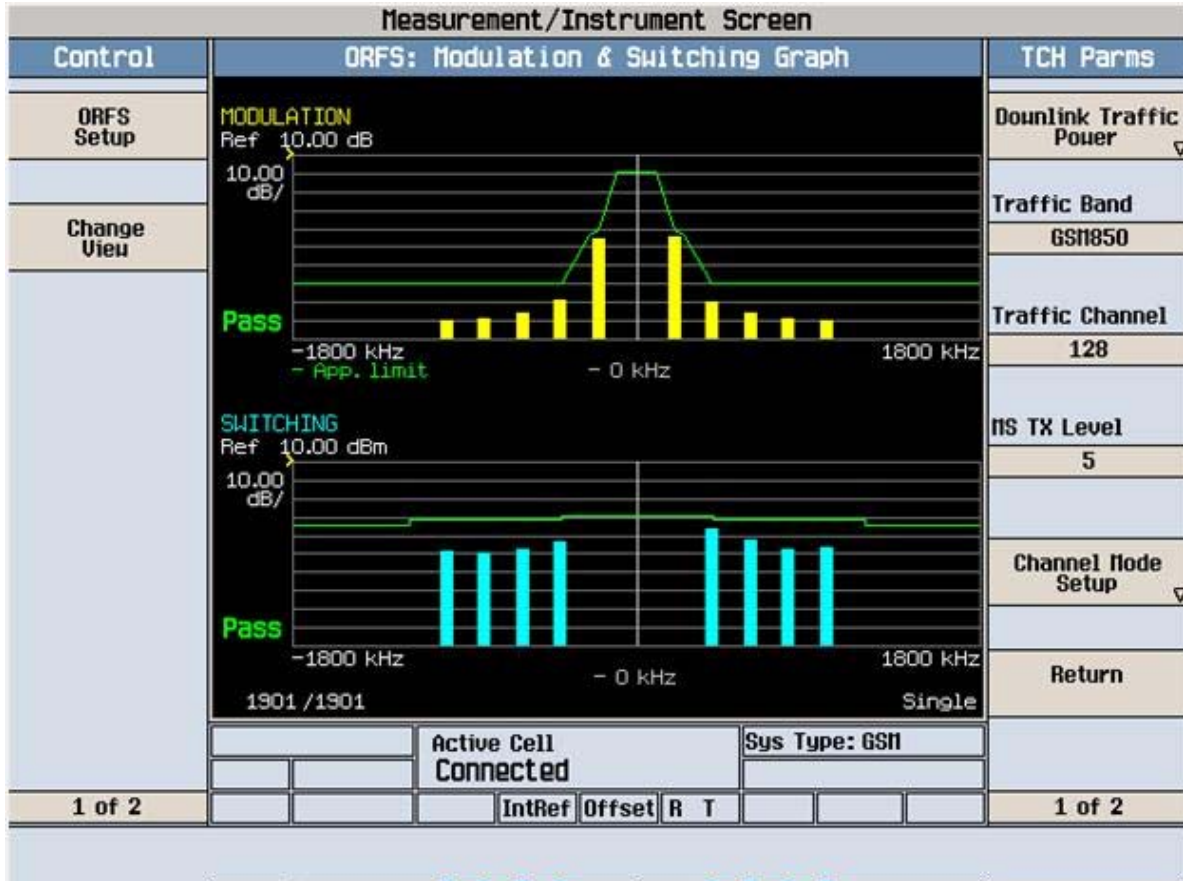 Measurement/Instrument Screen
Control
ORFS: Modulation & Switching Graph
TCH Parms
ORFS
Setup
Change
View
1 of 2
MODULATION
Ref 10.00 dB
10.00
dB/
Pass
-1800 kHz
1800 kHz
- App. limit
- 0 kHz
SWITCHING
Ref 10.00 dBm
10.00
dB/
Pass
-1800 kHz
1800 kHz
- 0 kHz
1901/1901
Single
Active Cell
Connected
Sys Type: GSM
IntRef
Offset
R T
Downlink Traffic
Power
Traffic Band
GSM850
Traffic Channel
128
MS TX Level
5
Channel Mode
Setup
Return
1 of 2